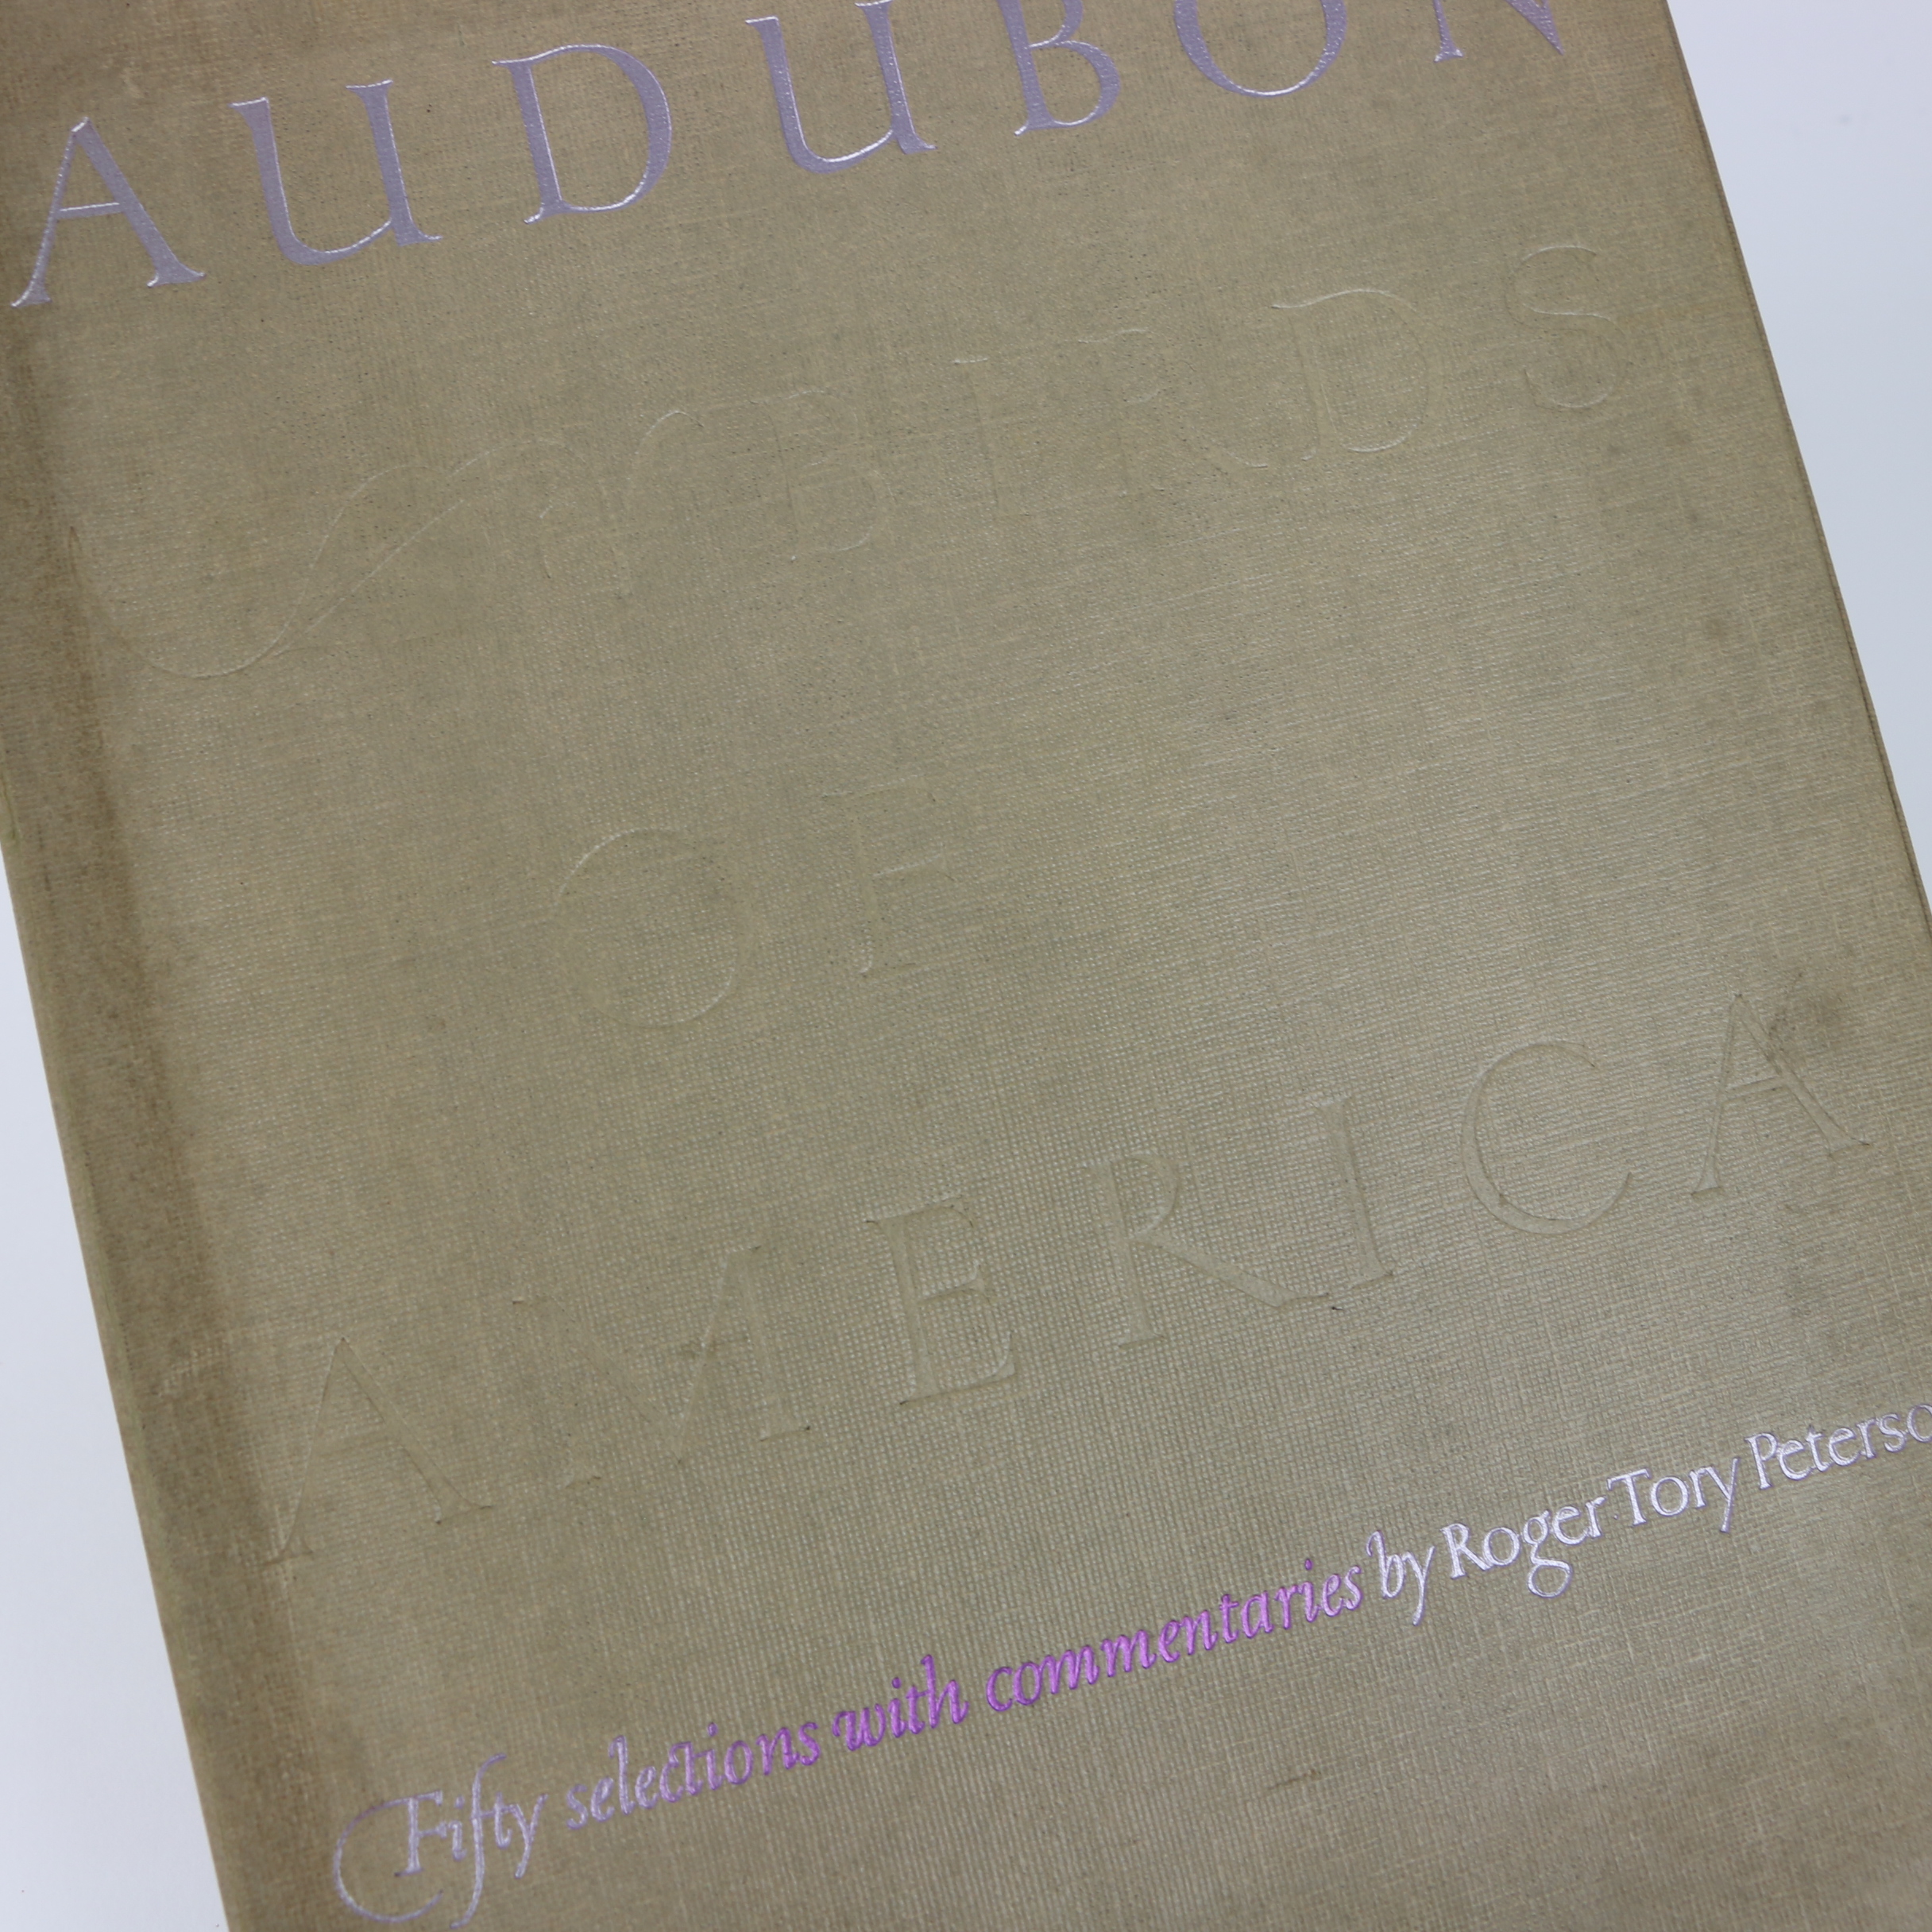 AUDUBON
BIRDS
OF
AMERICA
Fifty selections with commentaries by Roger Tory Peterso